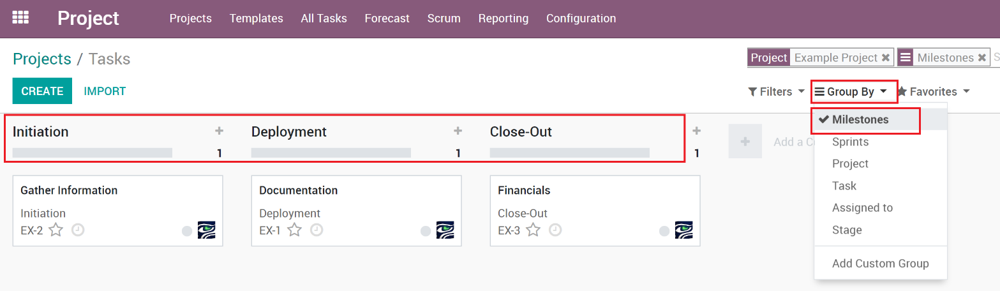 Project Projects Templates All Tasks Forecast Scrum Reporting Configuration
Projects / Tasks
Project Example Project Milestones
CREATE IMPORT
Filters Group By Favorites
Initiation Deployment Close-Out
1 1 1
Add a
Milestones
Sprints
Project
Task
Assigned to
Stage
Add Custom Group
Gather Information
Initiation
EX-2
Documentation
Deployment
EX-1
Financials
Close-Out
EX-3